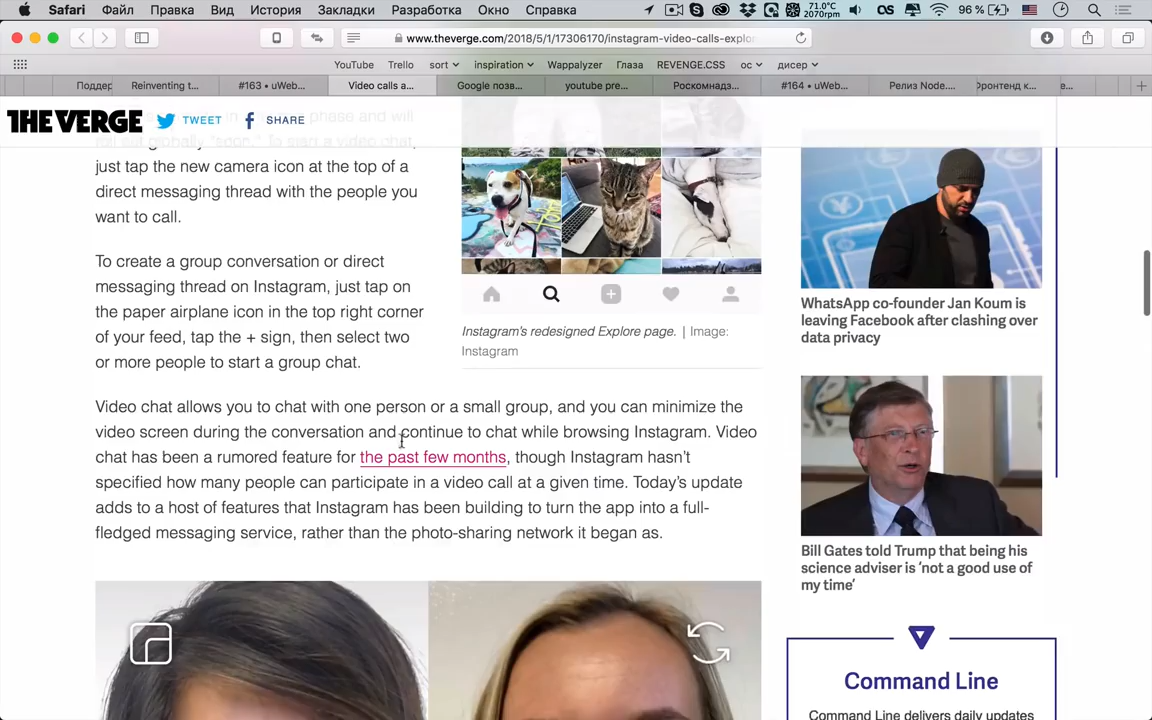 Safari Файл Правка Вид История Закладки Разработка Окно Справка 71.0°C 2070rpm OS 96 %
www.theverge.com/2018/5/1/17306170/instagram-video-calls-explo
YouTube Trello sort inspiration Wappalyzer Глаза REVENGE.CSS ос дисер
Поддер Reinventing t... #163 • uWeb... Video calls a... Google позв... youtube pre... Роскомнадз... #164 • uWeb... Релиз Node.... Фронтенд к... е...
THE VERGE TWEET SHARE
phase and will
just tap the new camera icon at the top of a
direct messaging thread with the people you
want to call.
To create a group conversation or direct
messaging thread on Instagram, just tap on
the paper airplane icon in the top right corner
of your feed, tap the + sign, then select two
or more people to start a group chat.
Instagram's redesigned Explore page. | Image:
Instagram
Video chat allows you to chat with one person or a small group, and you can minimize the
video screen during the conversation and continue to chat while browsing Instagram. Video
chat has been a rumored feature for the past few months, though Instagram hasn't
specified how many people can participate in a video call at a given time. Today's update
adds to a host of features that Instagram has been building to turn the app into a full-
fledged messaging service, rather than the photo-sharing network it began as.
WhatsApp co-founder Jan Koum is
leaving Facebook after clashing over
data privacy
Bill Gates told Trump that being his
science adviser is 'not a good use of
my time'
Command Line
Command Line delivers daily updates